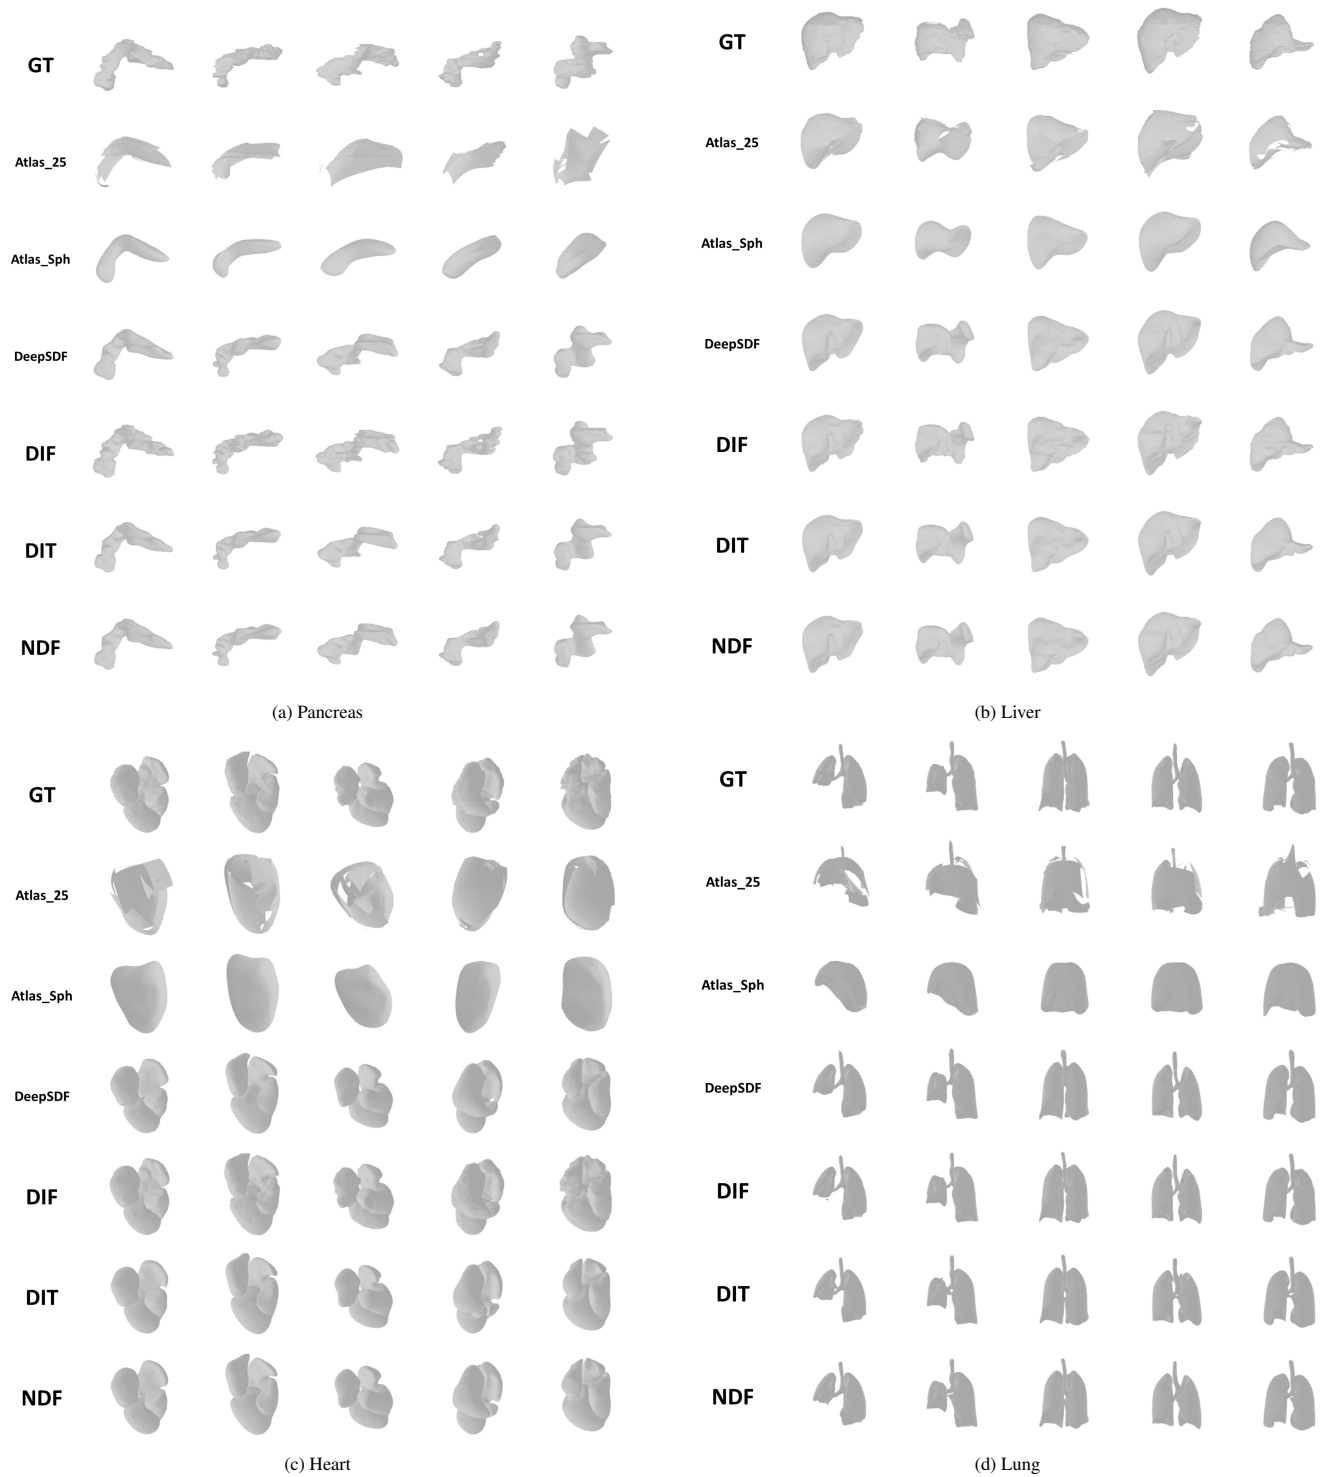 GT
Atlas_25
Atlas_Sph
DeepSDF
DIF
DIT
NDF
(a) Pancreas
GT
Atlas_25
Atlas_Sph
DeepSDF
DIF
DIT
NDF
(b) Liver
GT
Atlas_25
Atlas_Sph
DeepSDF
DIF
DIT
NDF
(c) Heart
GT
Atlas_25
Atlas_Sph
DeepSDF
DIF
DIT
NDF
(d) Lung